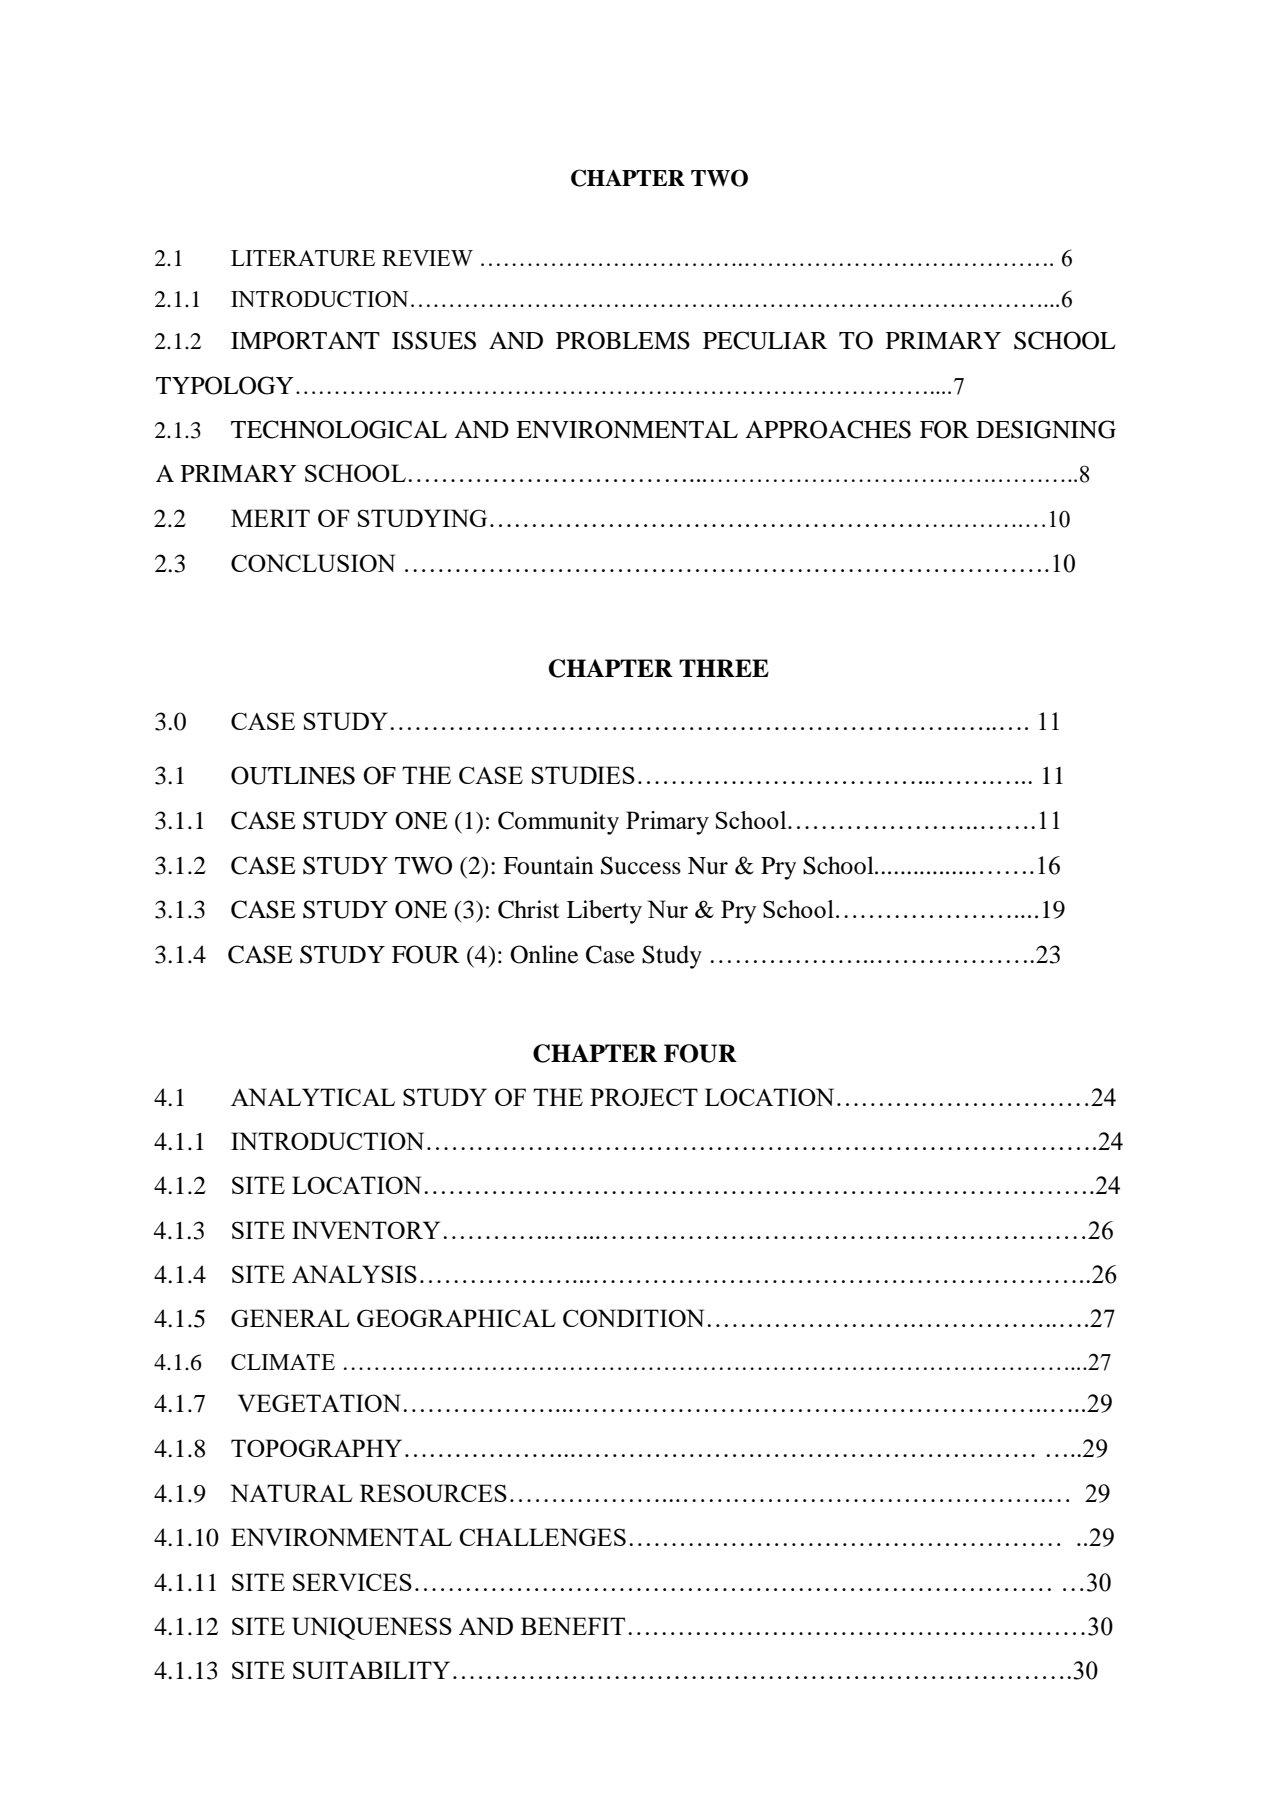 CHAPTER TWO
2.1 LITERATURE REVIEW …………………………….…………………………………. 6
2.1.1 INTRODUCTION………………………………………………………………………...6
2.1.2 IMPORTANT ISSUES AND PROBLEMS PECULIAR TO PRIMARY SCHOOL
TYPOLOGY………………………………………………………………………...7
2.1.3 TECHNOLOGICAL AND ENVIRONMENTAL APPROACHES FOR DESIGNING
A PRIMARY SCHOOL……………………………...……………………………….………..8
2.2 MERIT OF STUDYING……………………………………………………….…10
2.3 CONCLUSION ………………………………………………………………….10
CHAPTER THREE
3.0 CASE STUDY………………………………………………………….…..…. 11
3.1 OUTLINES OF THE CASE STUDIES……………………………...…….….. 11
3.1.1 CASE STUDY ONE (1): Community Primary School………………….…….11
3.1.2 CASE STUDY TWO (2): Fountain Success Nur & Pry School...............…….16
3.1.3 CASE STUDY ONE (3): Christ Liberty Nur & Pry School…………………....19
3.1.4 CASE STUDY FOUR (4): Online Case Study ……………….……………….23
CHAPTER FOUR
4.1 ANALYTICAL STUDY OF THE PROJECT LOCATION……………………………24
4.1.1 INTRODUCTION…………………………………………………………………….24
4.1.2 SITE LOCATION…………………………………………………………………….24
4.1.3 SITE INVENTORY………….…...…………………………………………………26
4.1.4 SITE ANALYSIS………………...…………………………………………………..26
4.1.5 GENERAL GEOGRAPHICAL CONDITION…………………….……………..….27
4.1.6 CLIMATE …….…………………………………………………………………...27
4.1.7 VEGETATION………………...……………………………………………….…..29
4.1.8 TOPOGRAPHY………………...……………………………………………… …..29
4.1.9 NATURAL RESOURCES………………...…………………………………….… 29
4.1.10 ENVIRONMENTAL CHALLENGES…………………………………………… ..29
4.1.11 SITE SERVICES………………………………………………………………… …30
4.1.12 SITE UNIQUENESS AND BENEFIT………………………………………………30
4.1.13 SITE SUITABILITY……………………………………………………………….30